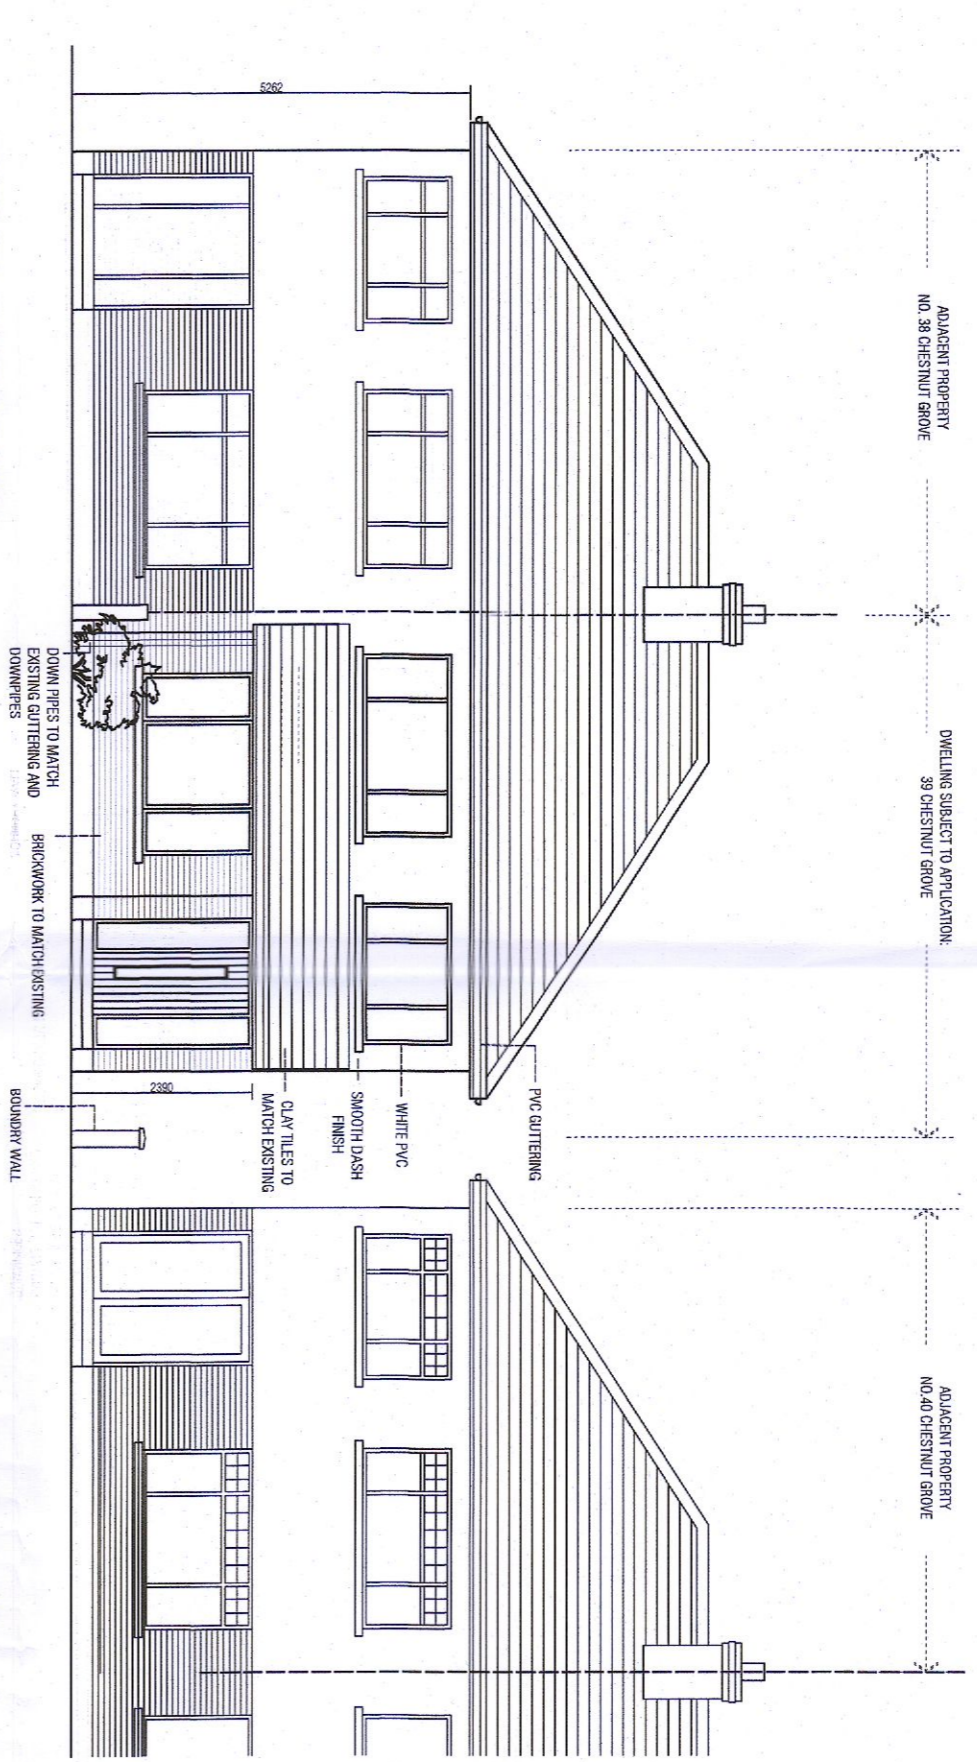 ADJACENT PROPERTY
NO. 38 CHESTNUT GROVE
DWELLING SUBJECT TO APPLICATION:
39 CHESTNUT GROVE
ADJACENT PROPERTY
NO.40 CHESTNUT GROVE
5262
PVC GUTTERING
WHITE PVC
SMOOTH DASH
FINISH
CLAY TILES TO
MATCH EXISTING
2390
DOWN PIPES TO MATCH
EXISTING GUTTERING AND
DOWNPIPES
BRICKWORK TO MATCH EXISTING
BOUNDRY WALL